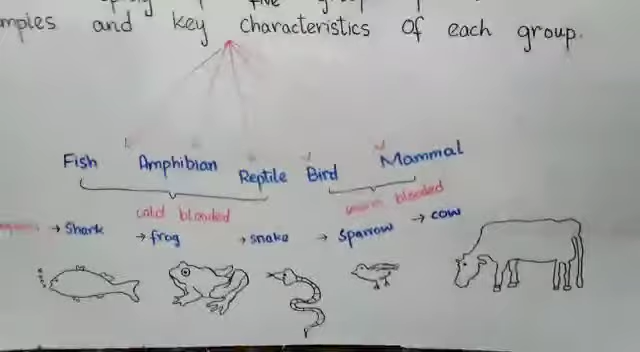 five
and key characteristics of each group.
Fish Amphibian Reptile Bird Mammal
cold blooded warm blooded
→ Shark → frog → snake → sparrow → cow